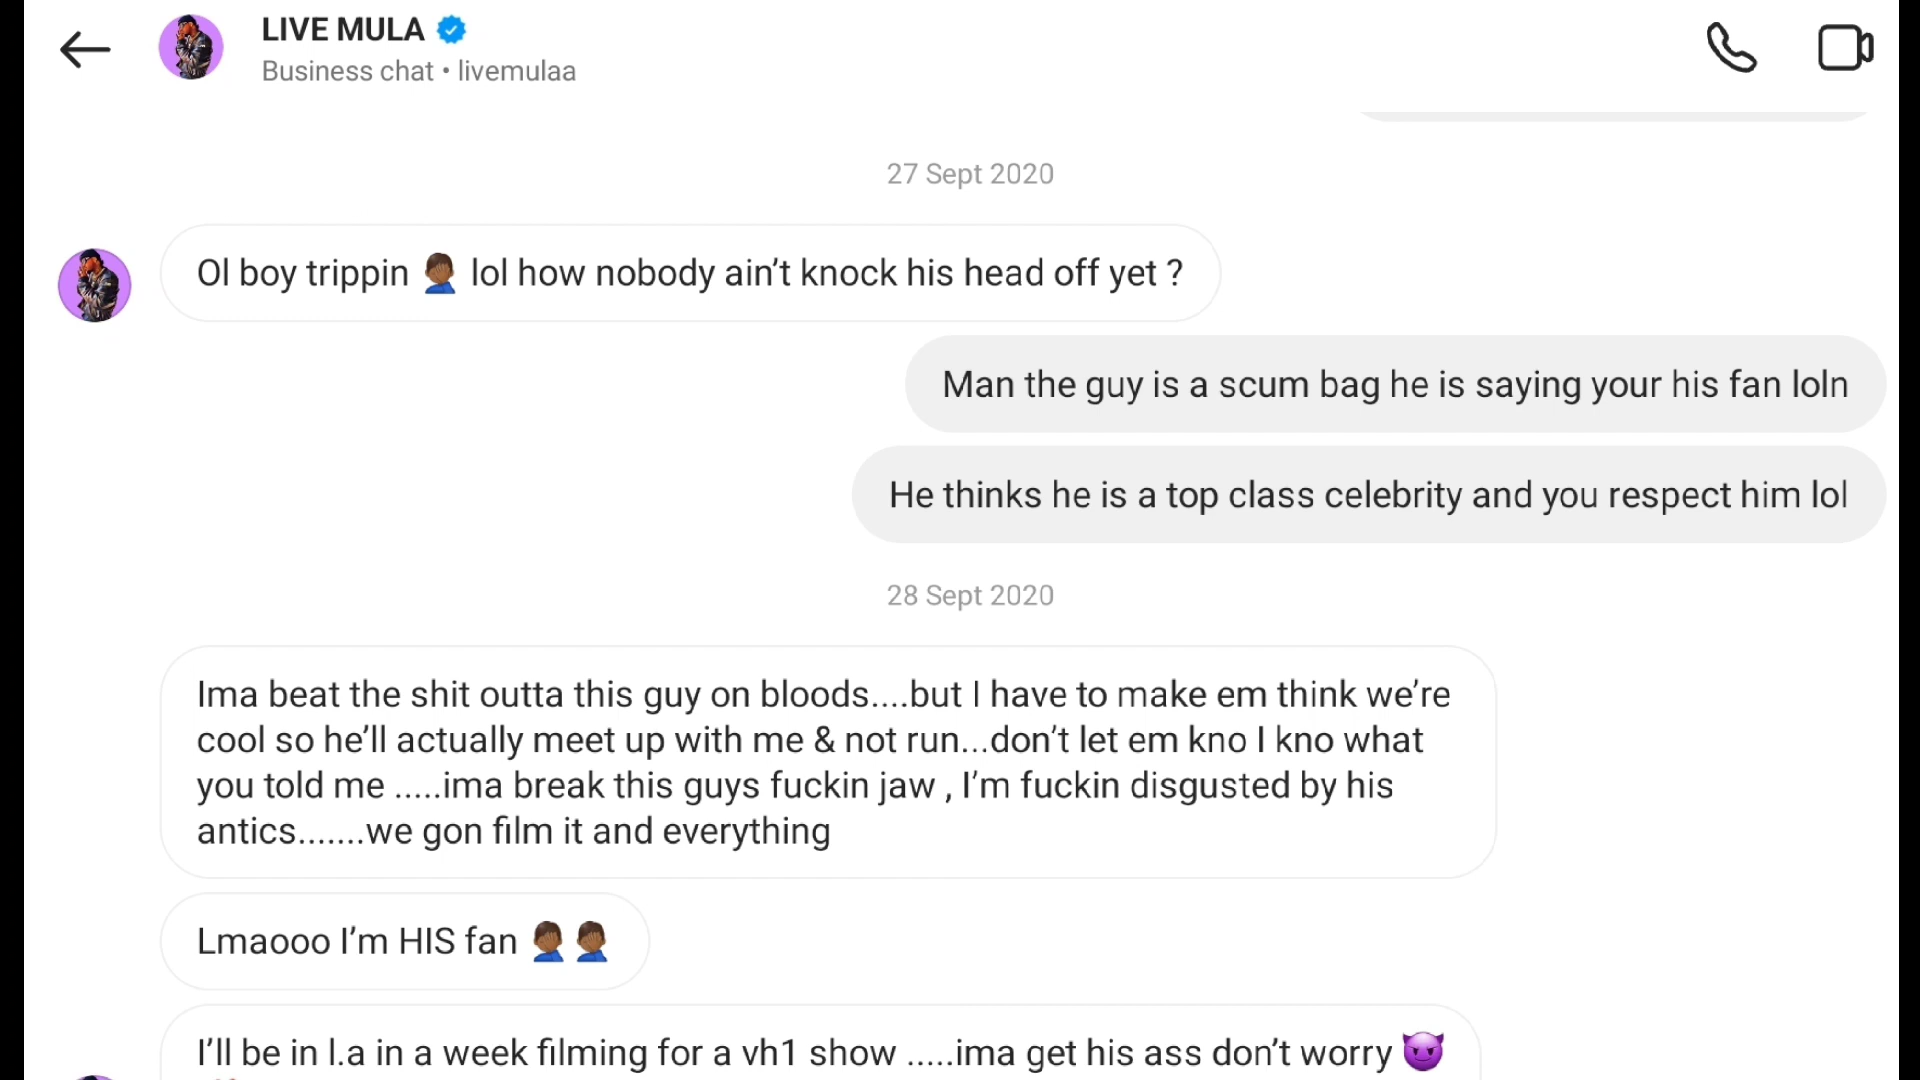 LIVE MULA
Business chat • livemulaa
27 Sept 2020
Ol boy trippin 🤦🏾‍♂️ lol how nobody ain’t knock his head off yet ?
Man the guy is a scum bag he is saying your his fan loln
He thinks he is a top class celebrity and you respect him lol
28 Sept 2020
Ima beat the shit outta this guy on bloods....but I have to make em think we’re
cool so he’ll actually meet up with me & not run...don’t let em kno I kno what
you told me .....ima break this guys fuckin jaw , I’m fuckin disgusted by his
antics.......we gon film it and everything
Lmaooo I’m HIS fan 🤦🏾‍♂️🤦🏾‍♂️
I’ll be in l.a in a week filming for a vh1 show .....ima get his ass don’t worry 😈